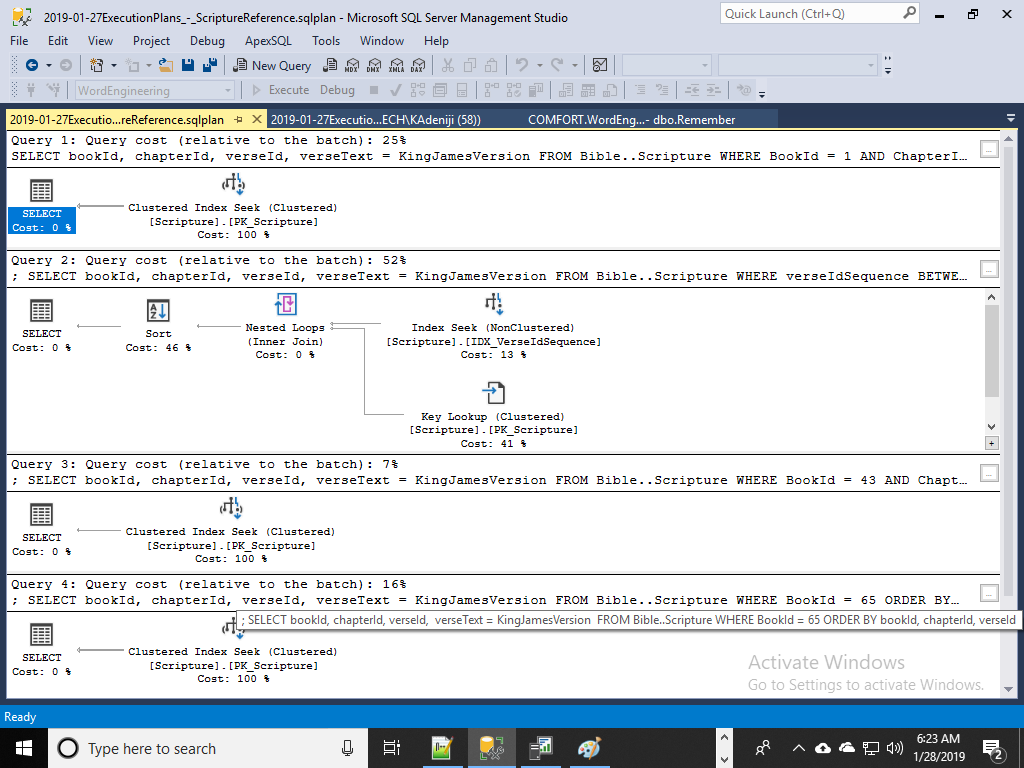 2019-01-27ExecutionPlans_-_ScriptureReference.sqlplan - Microsoft SQL Server Management Studio
Quick Launch (Ctrl+Q)
File Edit View Project Debug ApexSQL Tools Window Help
New Query MDX DMX XMLA DAX
WordEngineering Execute Debug
2019-01-27Executio...reReference.sqlplan 2019-01-27Executio...ECH\KAdeniji (58)) COMFORT.WordEng...- dbo.Remember
Query 1: Query cost (relative to the batch): 25%
SELECT bookId, chapterId, verseId, verseText = KingJamesVersion FROM Bible..Scripture WHERE BookId = 1 AND ChapterI...
SELECT
Cost: 0 %
Clustered Index Seek (Clustered)
[Scripture].[PK_Scripture]
Cost: 100 %
Query 2: Query cost (relative to the batch): 52%
; SELECT bookId, chapterId, verseId, verseText = KingJamesVersion FROM Bible..Scripture WHERE verseIdSequence BETWE...
SELECT
Cost: 0 %
Sort
Cost: 46 %
Nested Loops
(Inner Join)
Cost: 0 %
Index Seek (NonClustered)
[Scripture].[IDX_VerseIdSequence]
Cost: 13 %
Key Lookup (Clustered)
[Scripture].[PK_Scripture]
Cost: 41 %
Query 3: Query cost (relative to the batch): 7%
; SELECT bookId, chapterId, verseId, verseText = KingJamesVersion FROM Bible..Scripture WHERE BookId = 43 AND Chapt...
SELECT
Cost: 0 %
Clustered Index Seek (Clustered)
[Scripture].[PK_Scripture]
Cost: 100 %
Query 4: Query cost (relative to the batch): 16%
; SELECT bookId, chapterId, verseId, verseText = KingJamesVersion FROM Bible..Scripture WHERE BookId = 65 ORDER BY...
; SELECT bookId, chapterId, verseId, verseText = KingJamesVersion FROM Bible..Scripture WHERE BookId = 65 ORDER BY bookId, chapterId, verseId
SELECT
Cost: 0 %
Clustered Index Seek (Clustered)
[Scripture].[PK_Scripture]
Cost: 100 %
Activate Windows
Go to Settings to activate Windows.
Ready
Type here to search
6:23 AM
1/28/2019
2